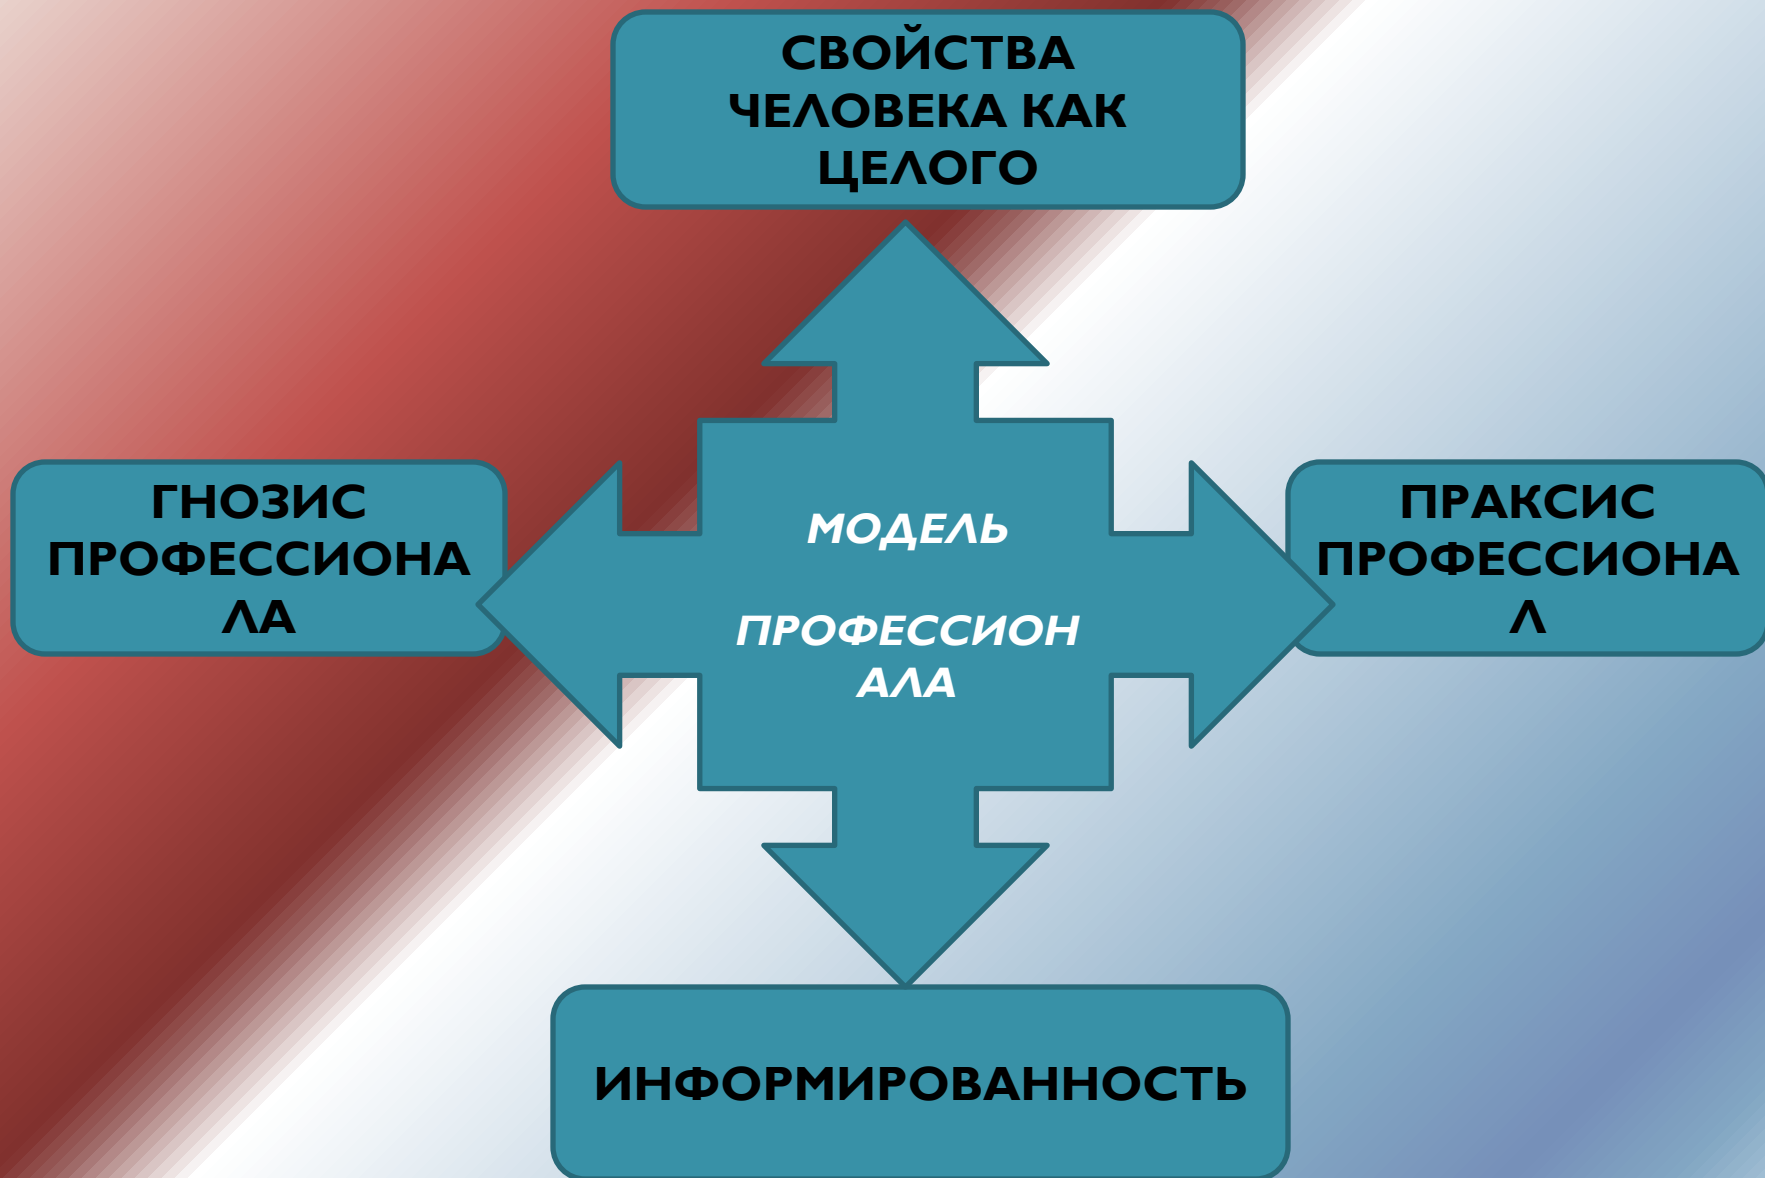 СВОЙСТВА
ЧЕЛОВЕКА КАК
ЦЕЛОГО
ГНОЗИС
ПРОФЕССИОНА
ЛА
МОДЕЛЬ
ПРОФЕССИОН
АЛА
ПРАКСИС
ПРОФЕССИОНА
Л
ИНФОРМИРОВАННОСТЬ